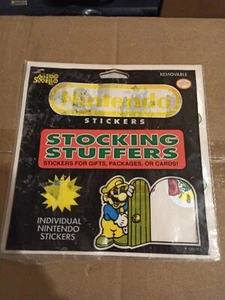 REMOVABLE
Nintendo
STICKERS
STOCKING
STUFFERS
STICKERS FOR GIFTS, PACKAGES, OR CARDS!
INDIVIDUAL
NINTENDO
STICKERS